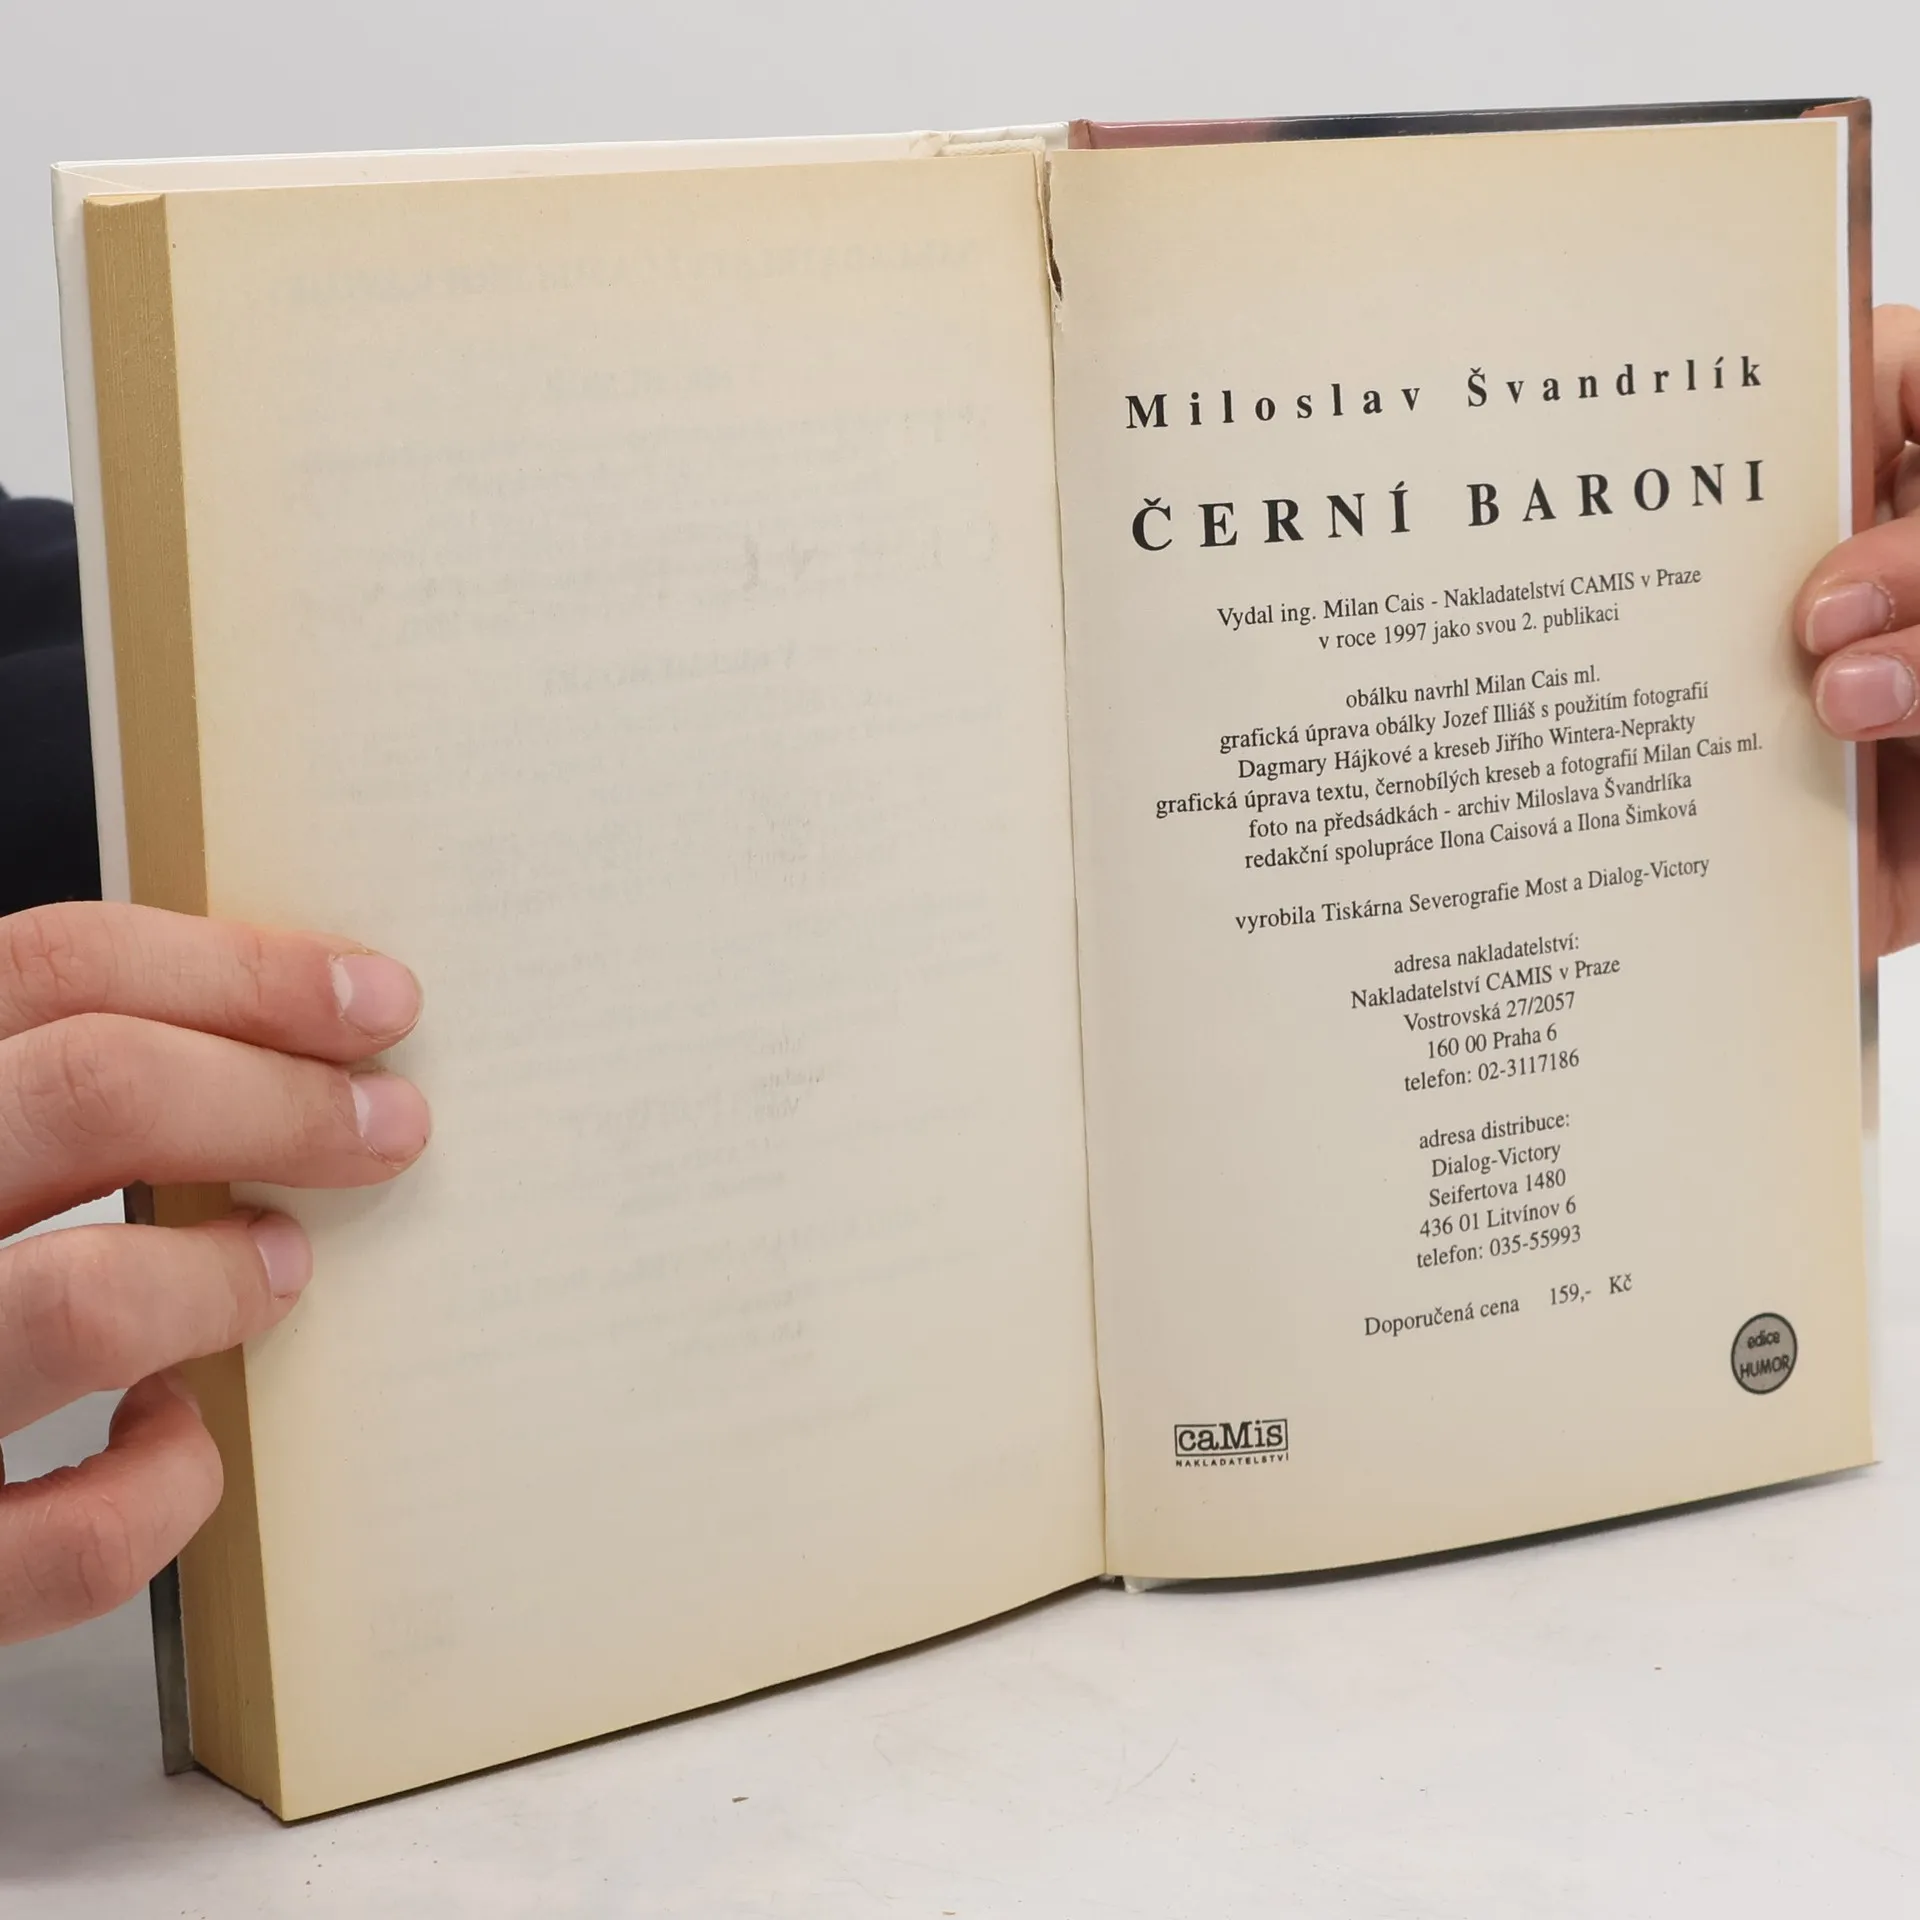 Miloslav Švandrlík
ČERNÍ BARONI
Vydal ing. Milan Cais - Nakladatelství CAMIS v Praze
v roce 1997 jako svou 2. publikaci
obálku navrhl Milan Cais ml.
grafická úprava obálky Jozef Illiáš s použitím fotografií
Dagmary Hájkové a kreseb Jiřího Wintera-Neprakty
grafická úprava textu, černobílých kreseb a fotografií Milan Cais ml.
foto na předsádkách - archiv Miloslava Švandrlíka
redakční spolupráce Ilona Caisová a Ilona Šimková
vyrobila Tiskárna Severografie Most a Dialog-Victory
adresa nakladatelství:
Nakladatelství CAMIS v Praze
Vostrovská 27/2057
160 00 Praha 6
telefon: 02-3117186
adresa distribuce:
Dialog-Victory
Seifertova 1480
436 01 Litvínov 6
telefon: 035-55993
Doporučená cena 159,- Kč
edice
HUMOR
caMis
NAKLADATELSTVÍ